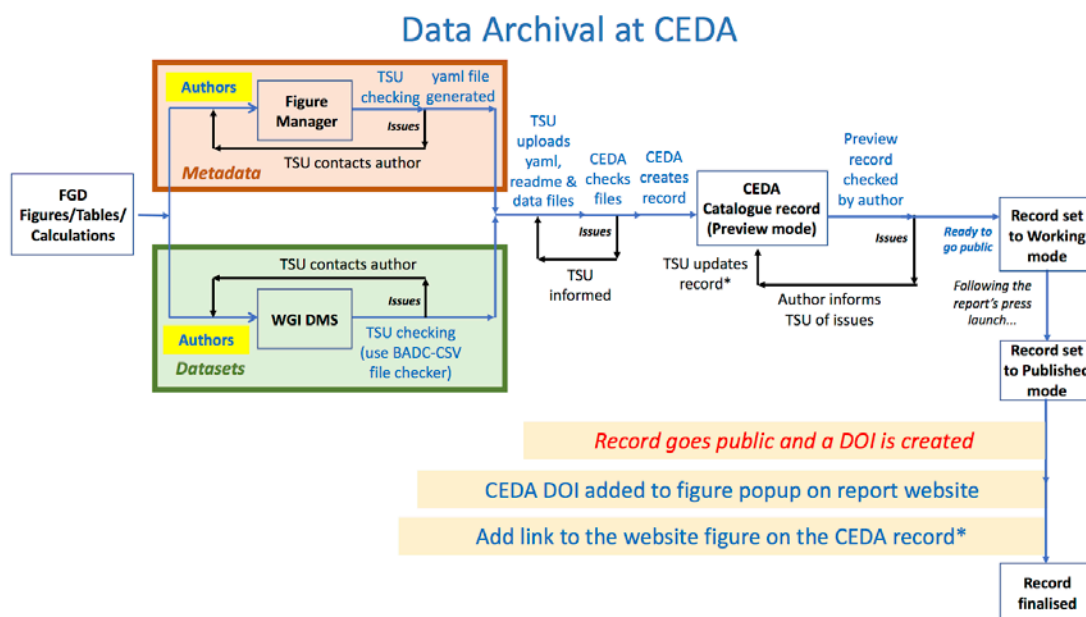 Data Archival at CEDA
Authors
Figure
Manager
TSU
checking
yaml file
generated
Issues
TSU contacts author
Metadata
FGD
Figures/Tables/
Calculations
TSU contacts author
Issues
WGI DMS
Authors
TSU checking
(use BADC-CSV
file checker)
Datasets
TSU
uploads
yaml,
readme &
data files
CEDA
checks
files
CEDA
creates
record
Issues
TSU
informed
CEDA
Catalogue record
(Preview mode)
Preview
record
checked
by author
Issues
TSU updates
record*
Author informs
TSU of issues
Ready to
go public
Record set
to Working
mode
Following the
report's press
launch...
Record set
to Published
mode
Record goes public and a DOI is created
CEDA DOI added to figure popup on report website
Add link to the website figure on the CEDA record*
Record
finalised